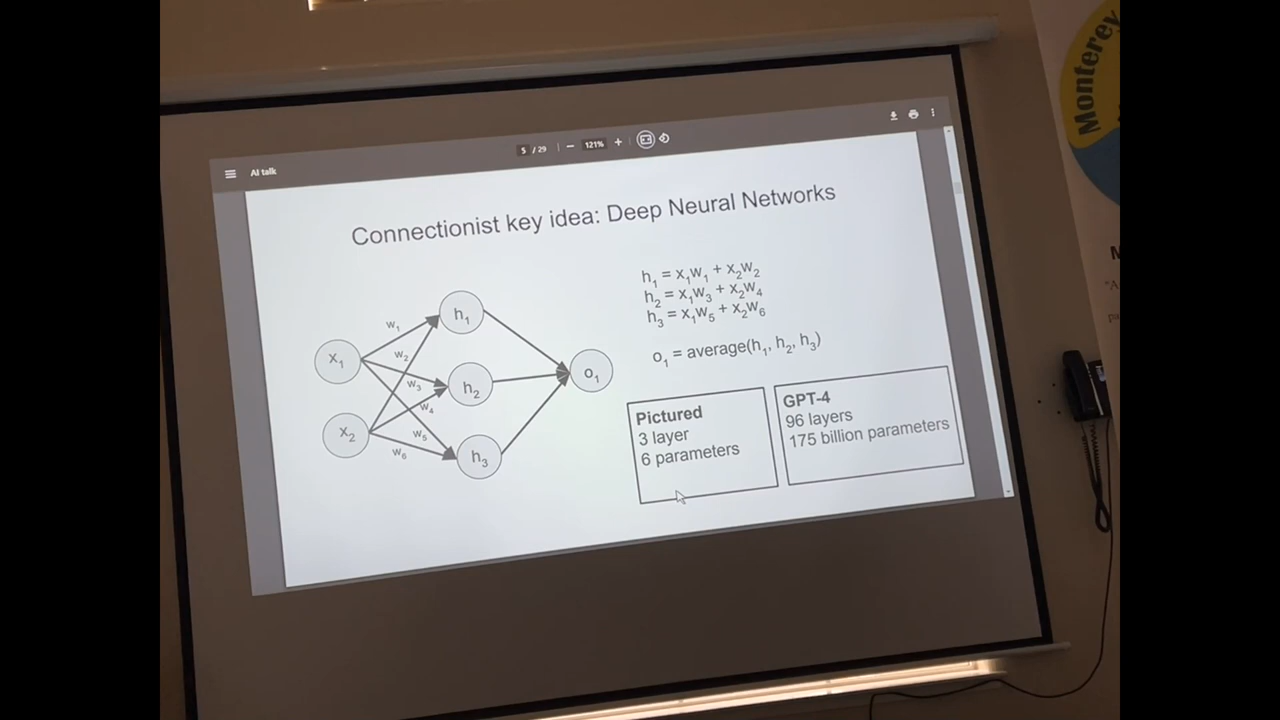 Monterey
5 / 29
121%
AI talk
Connectionist key idea: Deep Neural Networks
h₁ = x₁w₁ + x₂w₂
h₂ = x₁w₃ + x₂w₄
h₃ = x₁w₅ + x₂w₆
o₁ = average(h₁, h₂, h₃)
x₁
x₂
w₁
w₂
w₃
w₄
w₅
w₆
h₁
h₂
h₃
o₁
Pictured
3 layer
6 parameters
GPT-4
96 layers
175 billion parameters